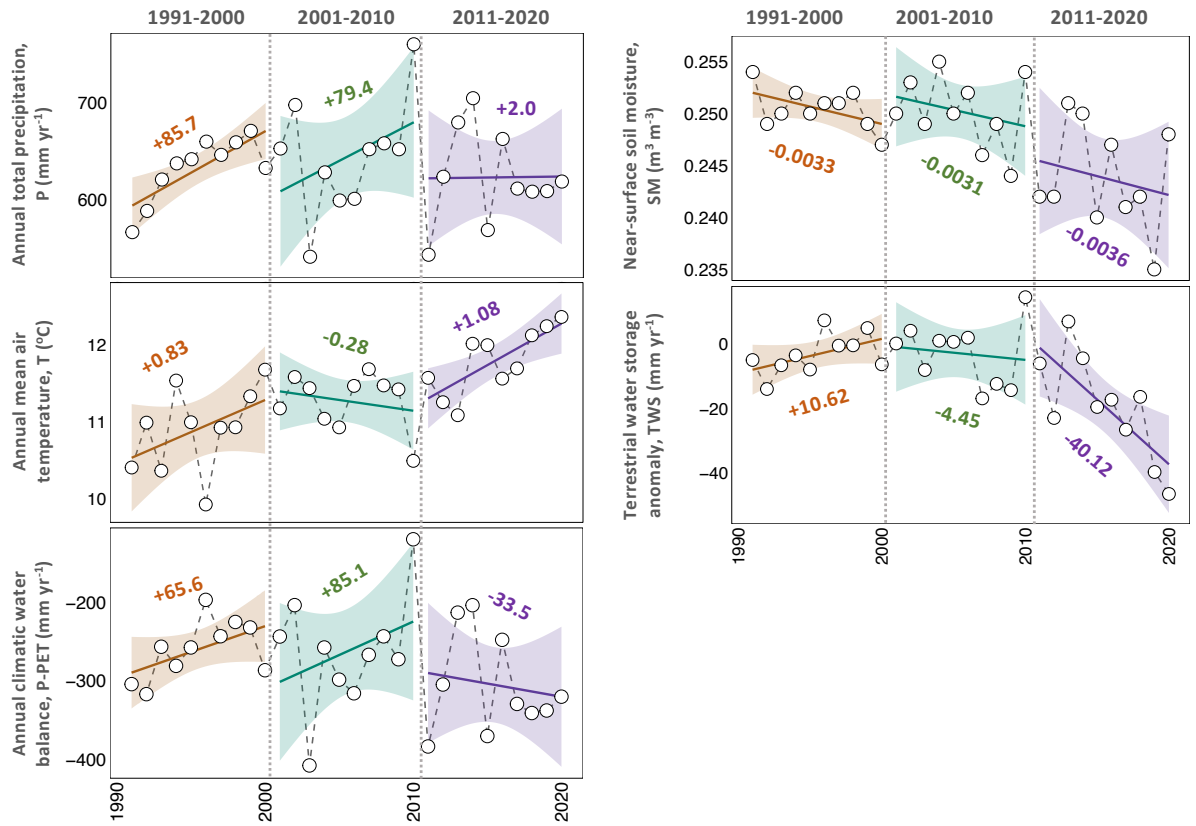 1991-2000 2001-2010 2011-2020
Annual total precipitation,
P (mm yr⁻¹)
700
600
+85.7
+79.4
+2.0
Annual mean air
temperature, T (ºC)
12
11
10
+0.83
-0.28
+1.08
Annual climatic water
balance, P-PET (mm yr⁻¹)
−200
−300
−400
+65.6
+85.1
-33.5
1990 2000 2010 2020
1991-2000 2001-2010 2011-2020
Near-surface soil moisture,
SM (m³ m⁻³)
0.255
0.250
0.245
0.240
0.235
-0.0033
-0.0031
-0.0036
Terrestrial water storage
anomaly, TWS (mm yr⁻¹)
0
−20
−40
+10.62
-4.45
-40.12
1990 2000 2010 2020